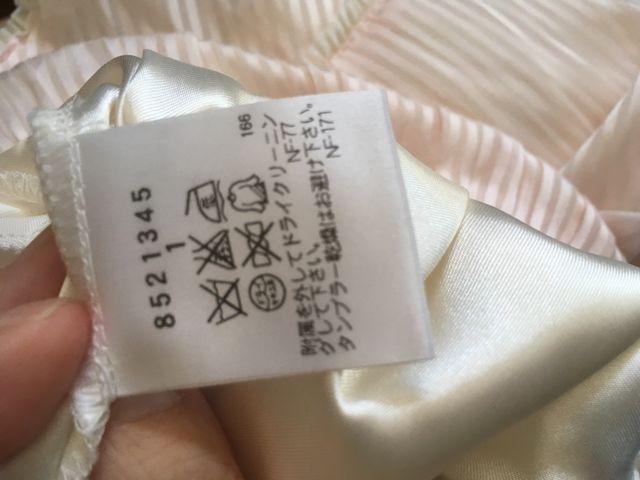 8521345
1
附属を外してドライクリーニン
グして下さい。
NF-77
タンブラー乾燥はお避け下さい。
NF-171
166